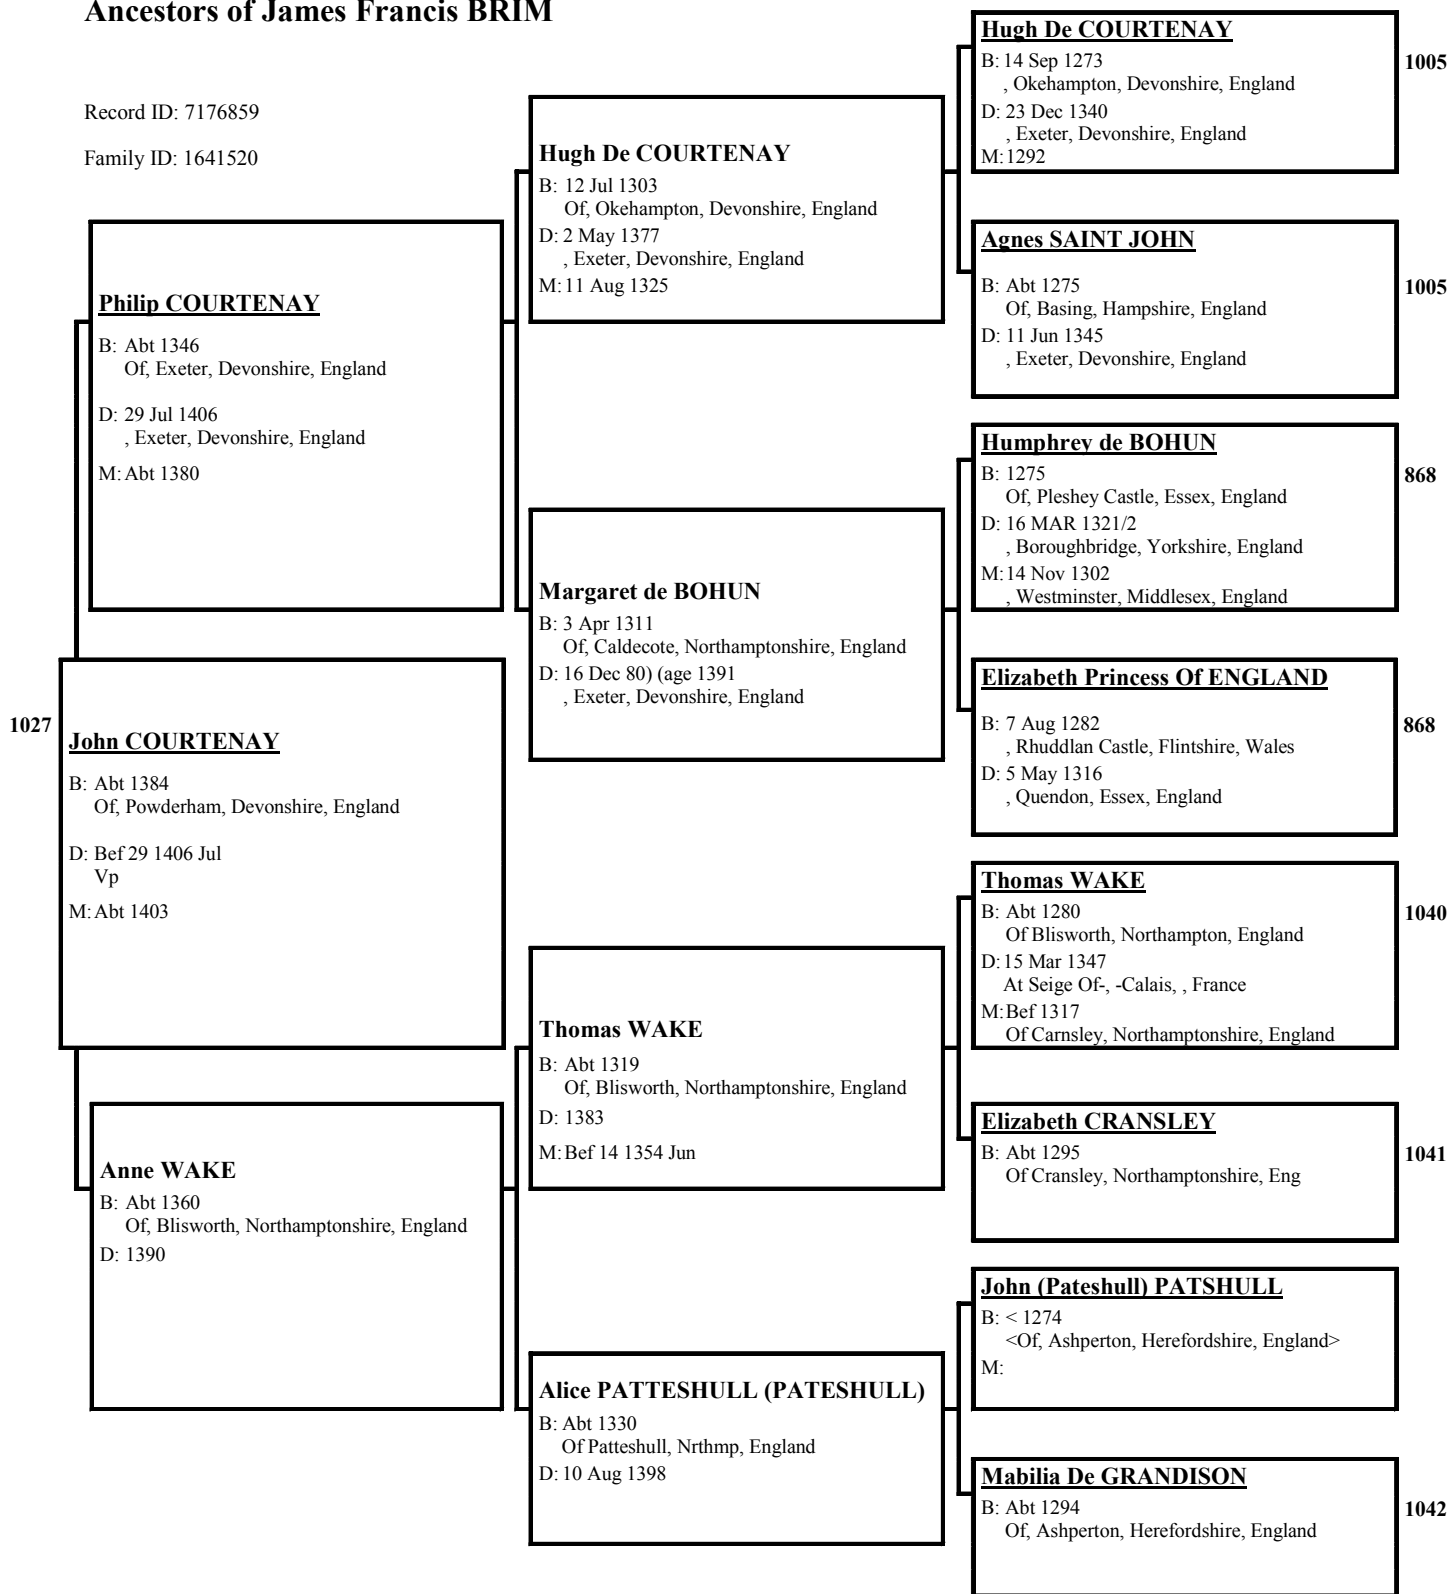 Ancestors of James Francis BRIM
Record ID: 7176859
Family ID: 1641520
1027
John COURTENAY
B: Abt 1384
Of, Powderham, Devonshire, England
D: Bef 29 1406 Jul
Vp
M: Abt 1403
Philip COURTENAY
B: Abt 1346
Of, Exeter, Devonshire, England
D: 29 Jul 1406
, Exeter, Devonshire, England
M: Abt 1380
Anne WAKE
B: Abt 1360
Of, Blisworth, Northamptonshire, England
D: 1390
Hugh De COURTENAY
B: 12 Jul 1303
Of, Okehampton, Devonshire, England
D: 2 May 1377
, Exeter, Devonshire, England
M: 11 Aug 1325
Margaret de BOHUN
B: 3 Apr 1311
Of, Caldecote, Northamptonshire, England
D: 16 Dec 80) (age 1391
, Exeter, Devonshire, England
Thomas WAKE
B: Abt 1319
Of, Blisworth, Northamptonshire, England
D: 1383
M: Bef 14 1354 Jun
Alice PATTESHULL (PATESHULL)
B: Abt 1330
Of Patteshull, Nrthmp, England
D: 10 Aug 1398
Hugh De COURTENAY
B: 14 Sep 1273
, Okehampton, Devonshire, England
D: 23 Dec 1340
, Exeter, Devonshire, England
M: 1292
1005
Agnes SAINT JOHN
B: Abt 1275
Of, Basing, Hampshire, England
D: 11 Jun 1345
, Exeter, Devonshire, England
1005
Humphrey de BOHUN
B: 1275
Of, Pleshey Castle, Essex, England
D: 16 MAR 1321/2
, Boroughbridge, Yorkshire, England
M: 14 Nov 1302
, Westminster, Middlesex, England
868
Elizabeth Princess Of ENGLAND
B: 7 Aug 1282
, Rhuddlan Castle, Flintshire, Wales
D: 5 May 1316
, Quendon, Essex, England
868
Thomas WAKE
B: Abt 1280
Of Blisworth, Northampton, England
D: 15 Mar 1347
At Seige Of-, -Calais, , France
M: Bef 1317
Of Carnsley, Northamptonshire, England
1040
Elizabeth CRANSLEY
B: Abt 1295
Of Cransley, Northamptonshire, Eng
1041
John (Pateshull) PATSHULL
B: < 1274
<Of, Ashperton, Herefordshire, England>
M:
Mabilia De GRANDISON
B: Abt 1294
Of, Ashperton, Herefordshire, England
1042